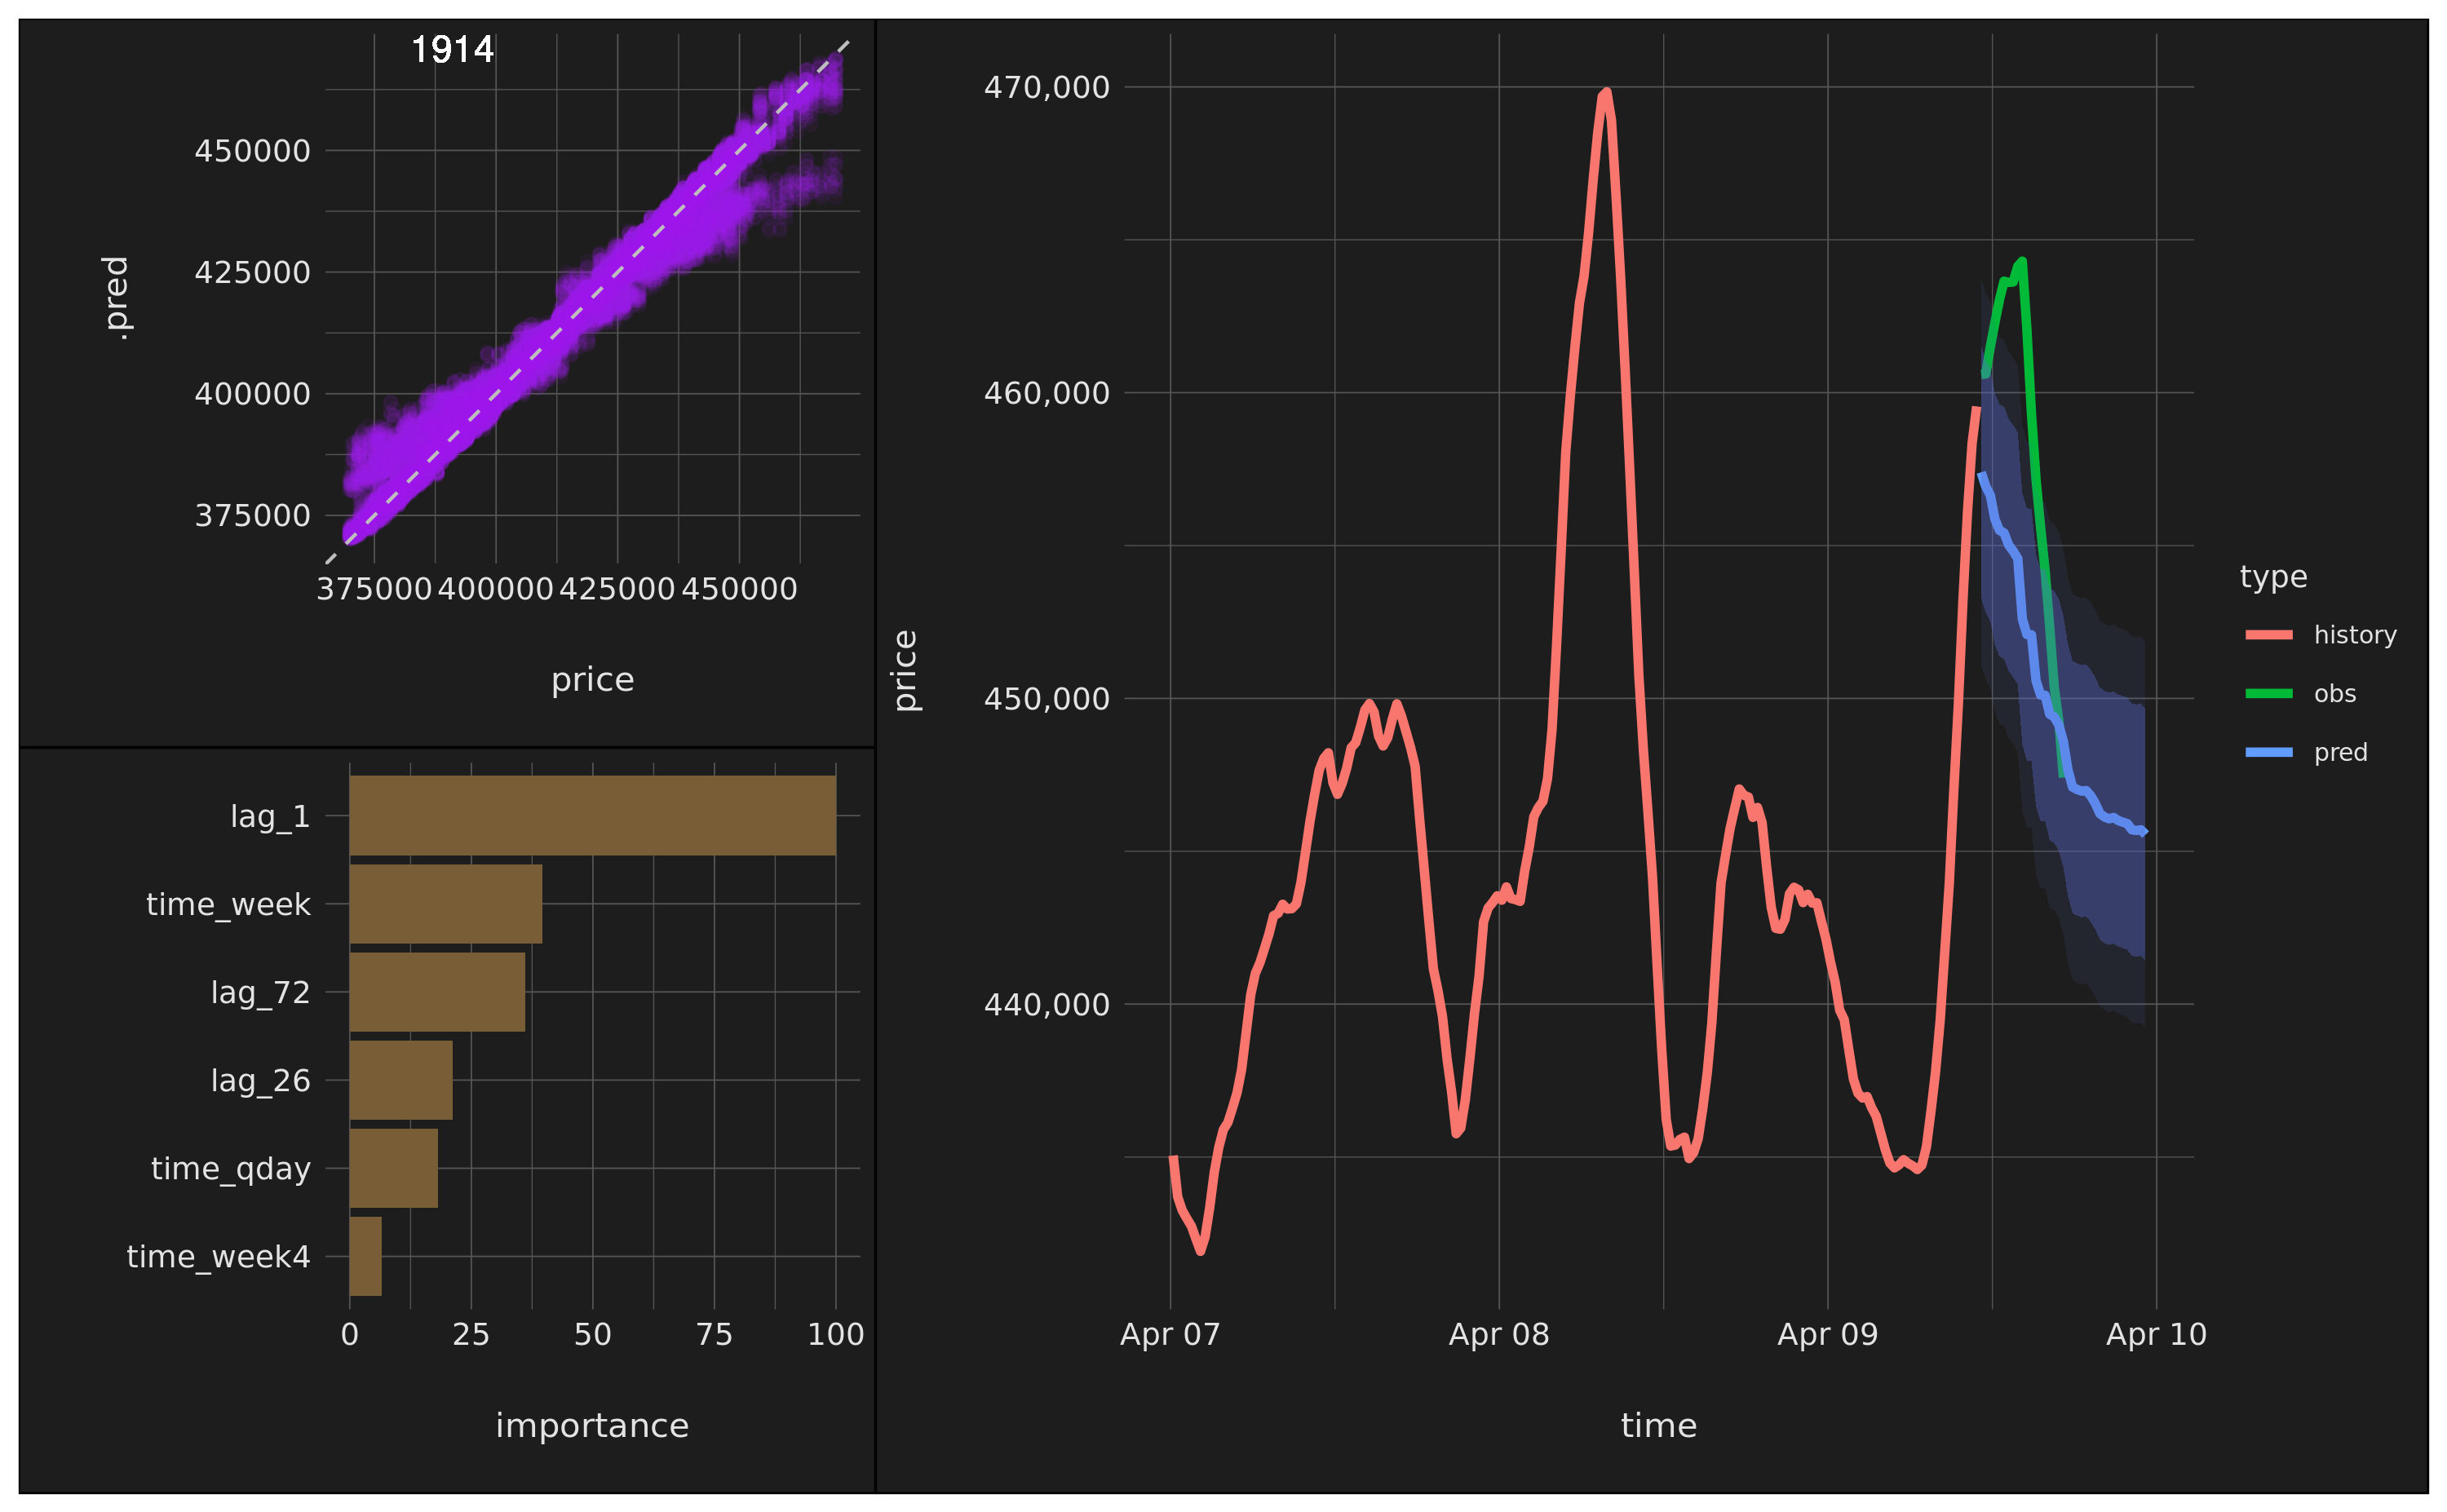 1914
450000
425000
400000
375000
.pred
375000 400000 425000 450000
price
lag_1
time_week
lag_72
lag_26
time_qday
time_week4
0 25 50 75 100
importance
470,000
460,000
450,000
440,000
price
Apr 07 Apr 08 Apr 09 Apr 10
time
type
history
obs
pred